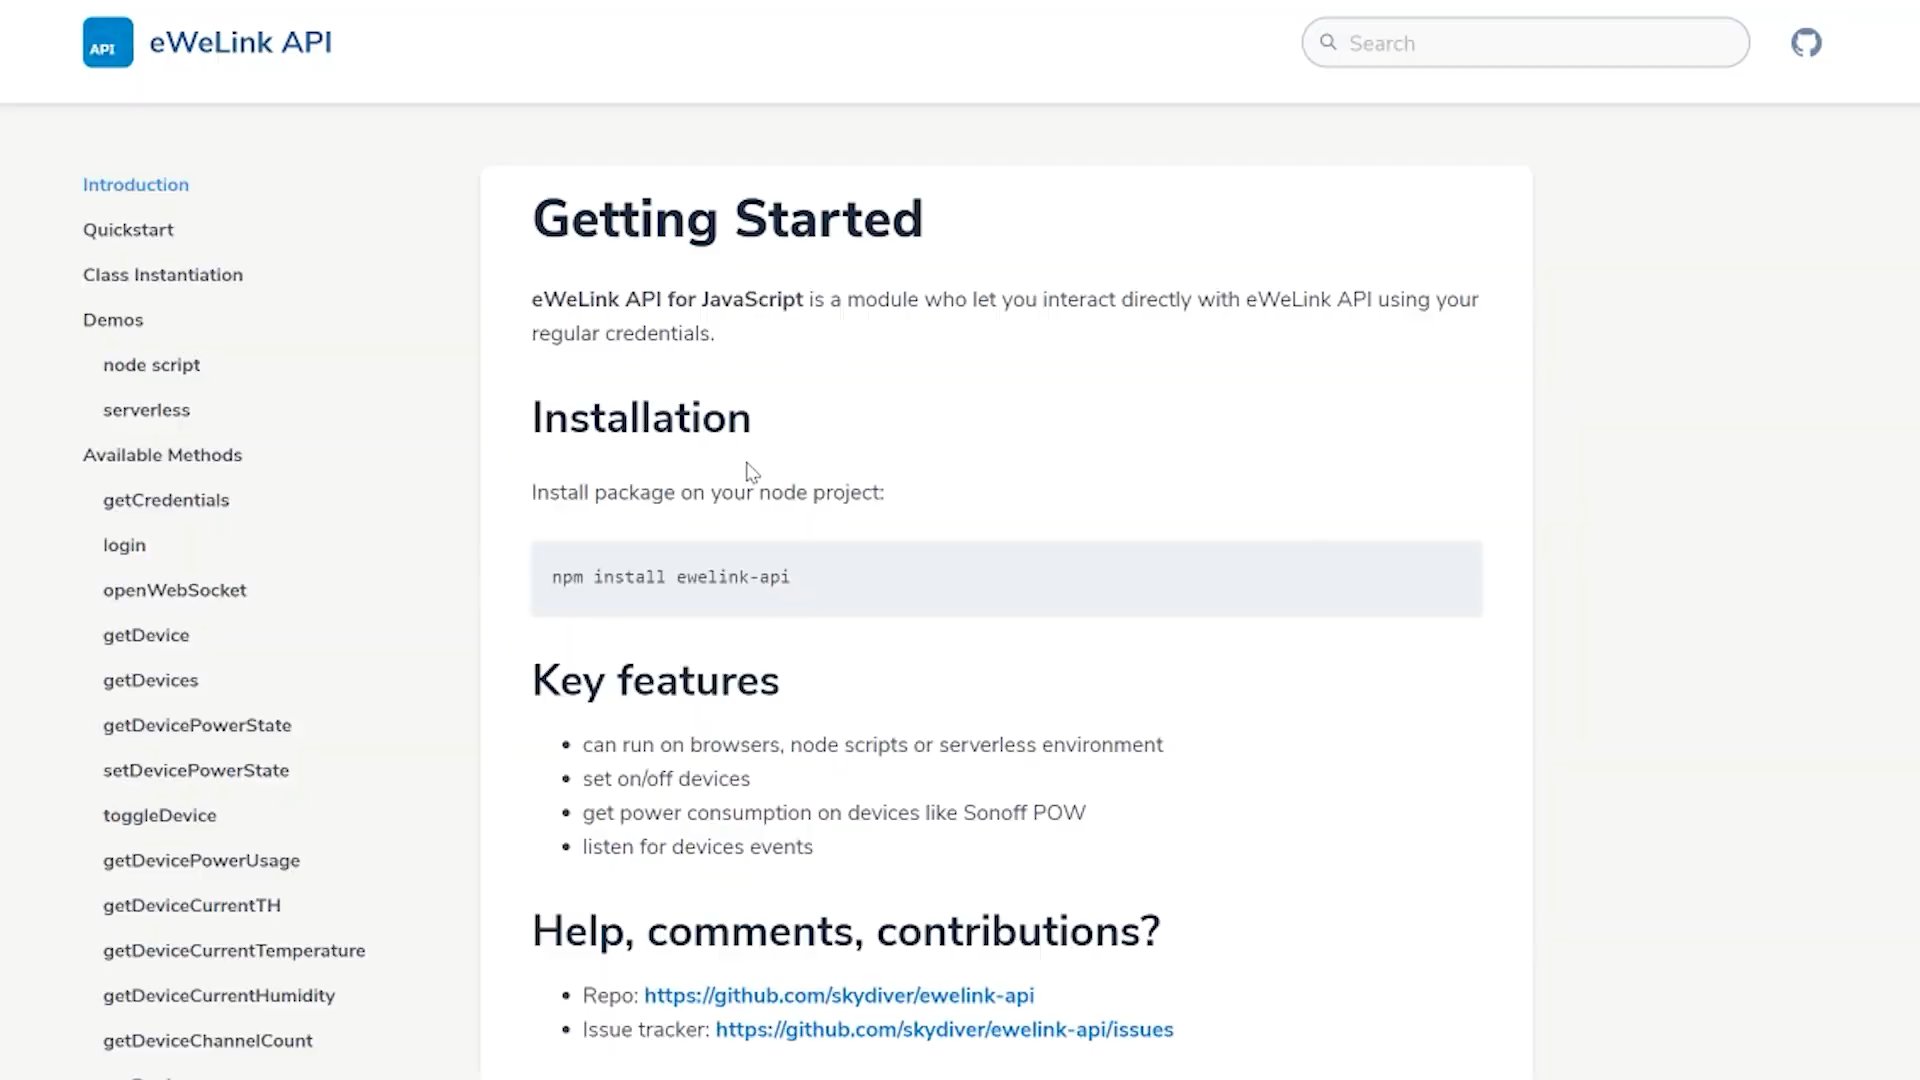 API
eWeLink API
Search
Introduction
Quickstart
Class Instantiation
Demos
node script
serverless
Available Methods
getCredentials
login
openWebSocket
getDevice
getDevices
getDevicePowerState
setDevicePowerState
toggleDevice
getDevicePowerUsage
getDeviceCurrentTH
getDeviceCurrentTemperature
getDeviceCurrentHumidity
getDeviceChannelCount
Getting Started
eWeLink API for JavaScript is a module who let you interact directly with eWeLink API using your
regular credentials.
Installation
Install package on your node project:
npm install ewelink-api
Key features
• can run on browsers, node scripts or serverless environment
• set on/off devices
• get power consumption on devices like Sonoff POW
• listen for devices events
Help, comments, contributions?
• Repo: https://github.com/skydiver/ewelink-api
• Issue tracker: https://github.com/skydiver/ewelink-api/issues